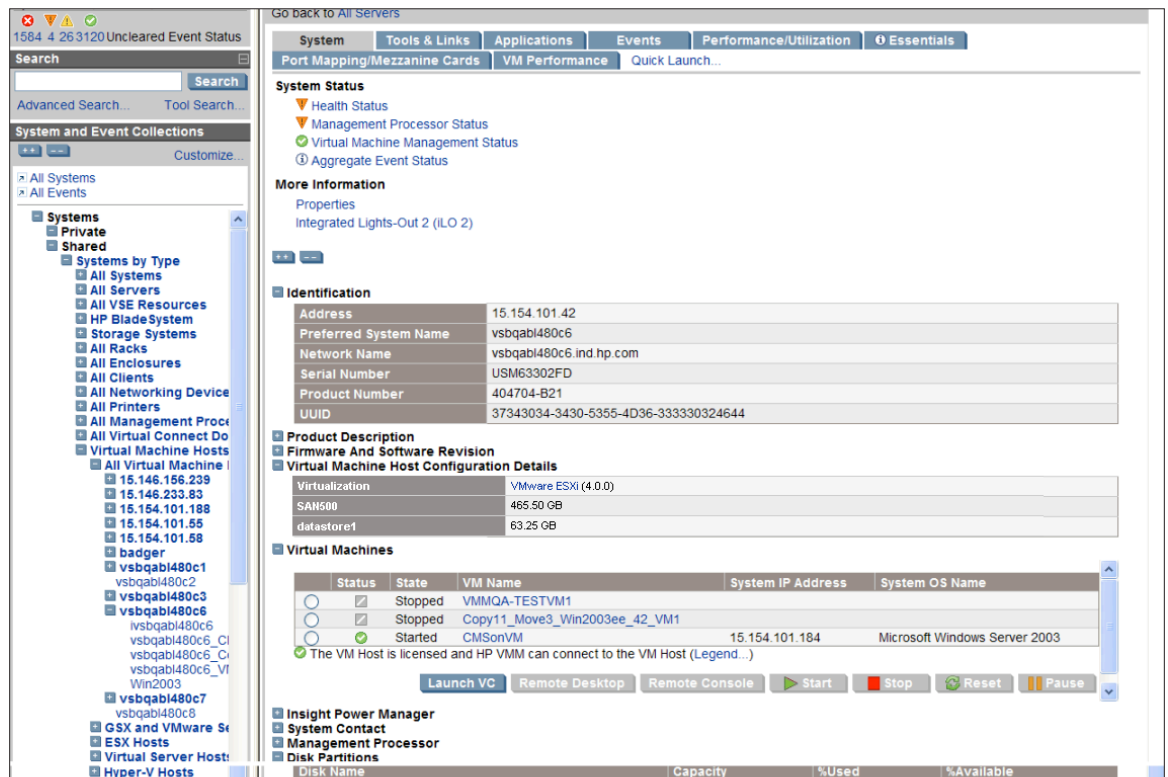 1584 4 26 3120 Uncleared Event Status
Search
Search
Advanced Search... Tool Search...
System and Event Collections
++ -- Customize...
All Systems
All Events
Systems
Private
Shared
Systems by Type
All Systems
All Servers
All VSE Resources
HP BladeSystem
Storage Systems
All Racks
All Enclosures
All Clients
All Networking Device
All Printers
All Management Proce
All Virtual Connect Do
Virtual Machine Hosts
All Virtual Machine
15.146.156.239
15.146.233.83
15.154.101.188
15.154.101.55
15.154.101.58
badger
vsbqabl480c1
vsbqabl480c2
vsbqabl480c3
vsbqabl480c6
ivsbqabl480c6
vsbqabl480c6_C
vsbqabl480c6_C
vsbqabl480c6_V
Win2003
vsbqabl480c7
vsbqabl480c8
GSX and VMware Se
ESX Hosts
Virtual Server Hosts
Hyper-V Hosts
Go back to All Servers
System Tools & Links Applications Events Performance/Utilization Essentials
Port Mapping/Mezzanine Cards VM Performance Quick Launch...
System Status
Health Status
Management Processor Status
Virtual Machine Management Status
Aggregate Event Status
More Information
Properties
Integrated Lights-Out 2 (iLO 2)
++ --
Identification
Address 15.154.101.42
Preferred System Name vsbqabl480c6
Network Name vsbqabl480c6.ind.hp.com
Serial Number USM63302FD
Product Number 404704-B21
UUID 37343034-3430-5355-4D36-333330324644
Product Description
Firmware And Software Revision
Virtual Machine Host Configuration Details
Virtualization VMware ESXi (4.0.0)
SAN500 465.50 GB
datastore1 63.25 GB
Virtual Machines
Status State VM Name System IP Address System OS Name
Stopped VMMQA-TESTVM1
Stopped Copy11_Move3_Win2003ee_42_VM1
Started CMSonVM 15.154.101.184 Microsoft Windows Server 2003
The VM Host is licensed and HP VMM can connect to the VM Host (Legend...)
Launch VC Remote Desktop Remote Console Start Stop Reset Pause
Insight Power Manager
System Contact
Management Processor
Disk Partitions
Disk Name Capacity %Used %Available